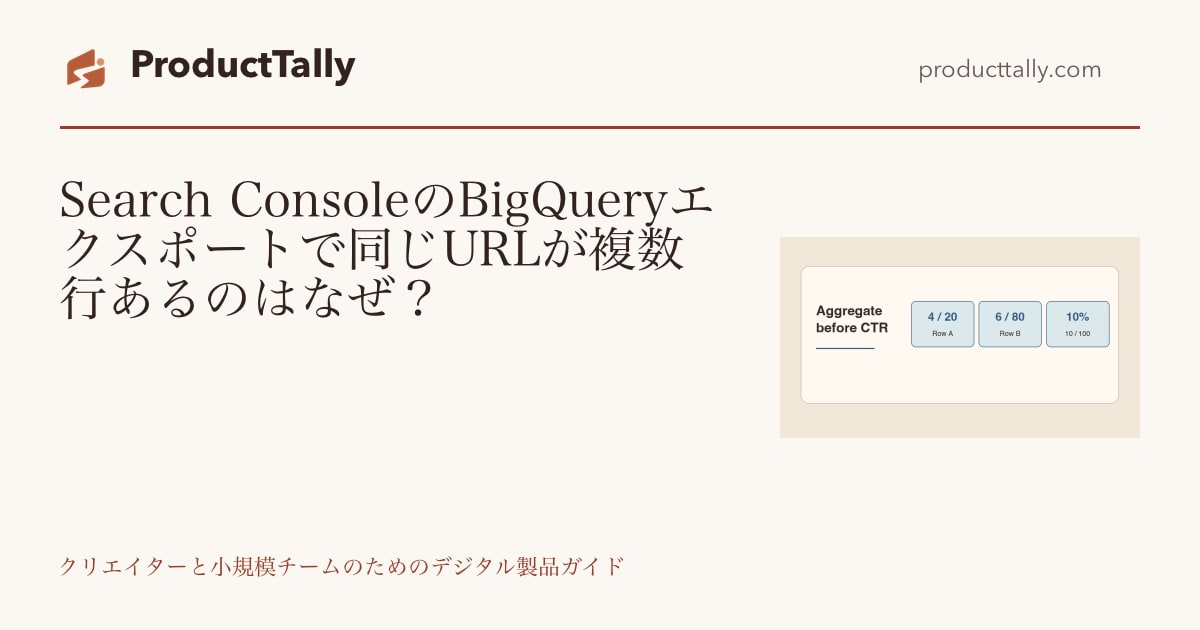 ProductTally
producttally.com
Search ConsoleのBigQueryエ
クスポートで同じURLが複数
行あるのはなぜ？
Aggregate
before CTR
4 / 20
Row A
6 / 80
Row B
10%
10 / 100
クリエイターと小規模チームのためのデジタル製品ガイド